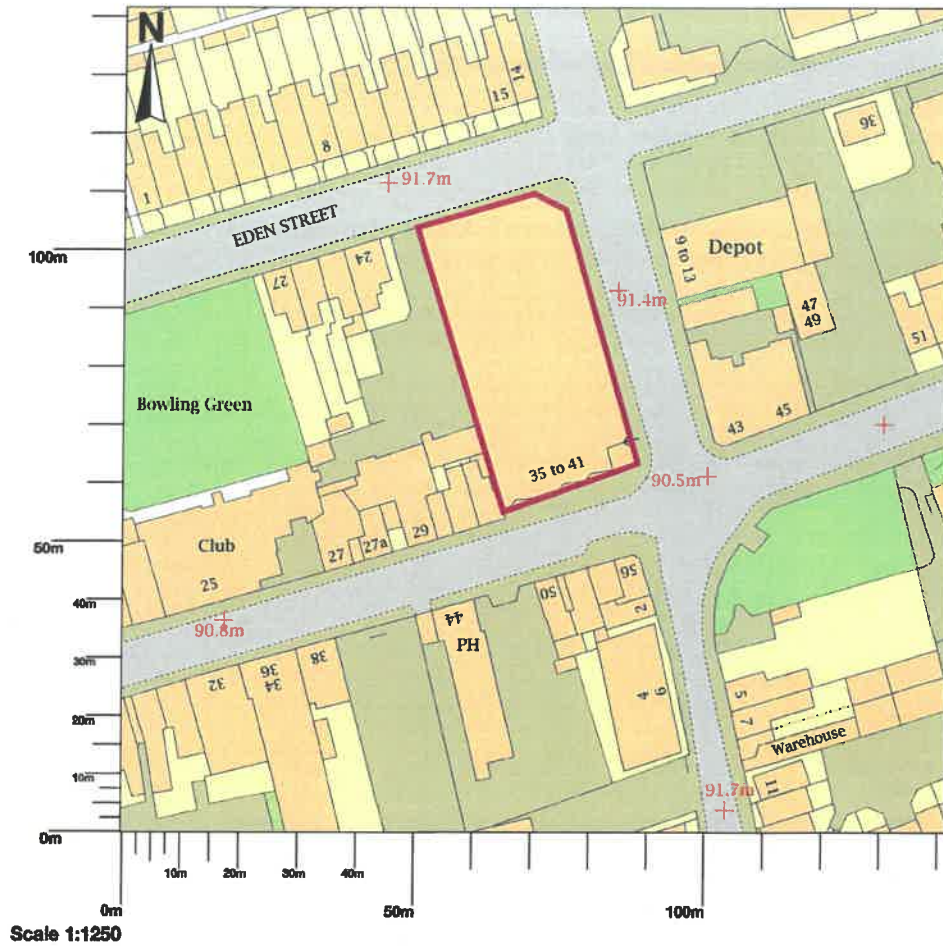 N
14
15
8
1
91.7m
EDEN STREET
36
100m
27
24
9 to 13
Depot
91.4m
47
49
51
Bowling Green
43
45
35 to 41
90.5m
50m
Club
25
27
27a
29
40m
90.8m
44
PH
50
56
2
30m
32
36
34
38
4
6
5
7
20m
Warehouse
10m
91.7m
11
0m
10m
20m
30m
40m
0m
50m
100m
Scale 1:1250